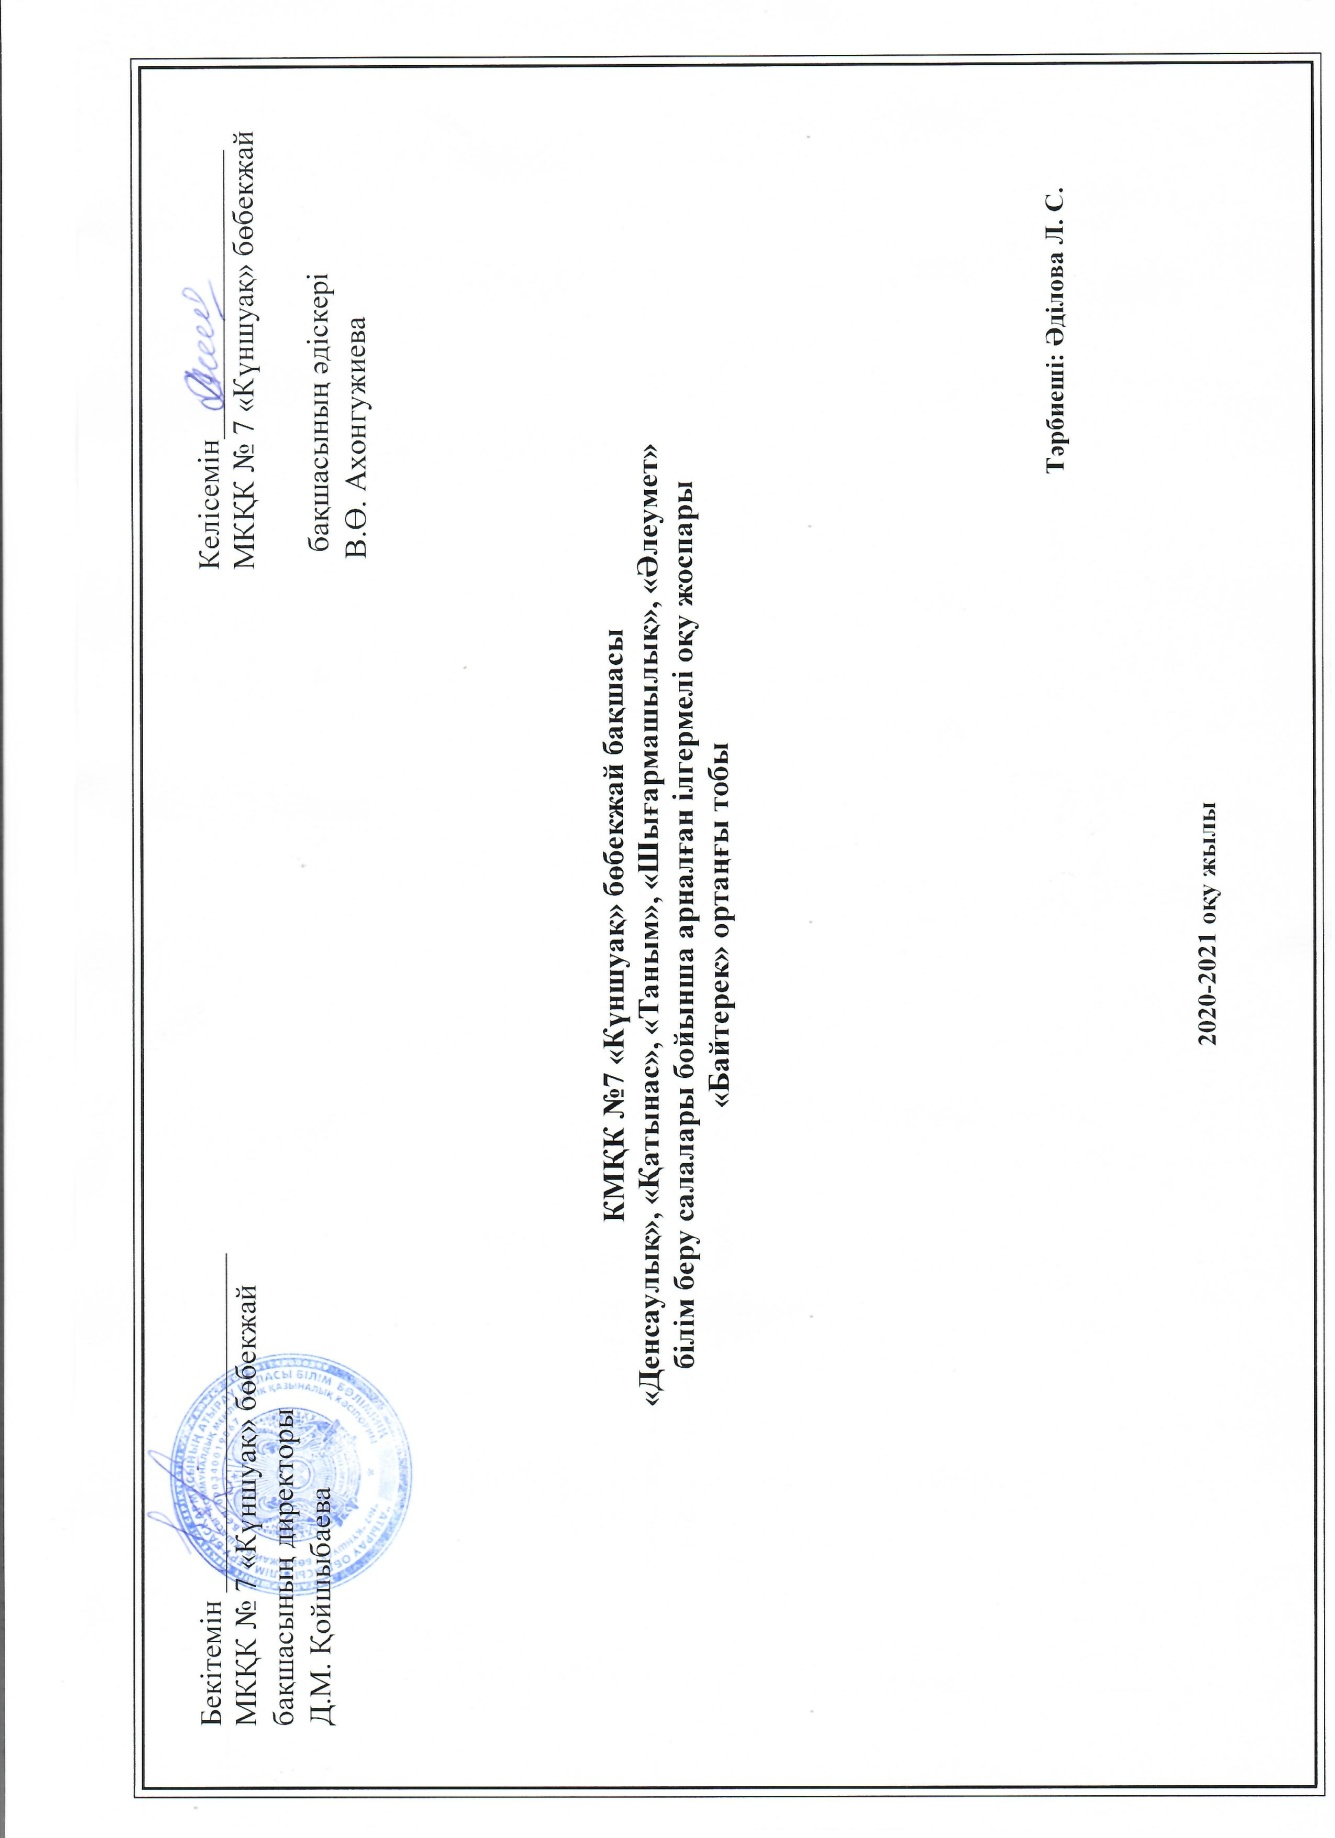 Бекітемін
МКҚК № 7 «Күншуақ» бөбекжай
бақшасының директоры
Д.М. Қойшыбаева
Келісемін
МКҚК № 7 «Күншуақ» бөбекжай
бақшасының әдіскері
В.Ө. Ахонгужиева
КМҚК №7 «Күншуақ» бөбекжай бақшасы
«Денсаулық», «Қатынас», «Таным», «Шығармашылық», «Әлеумет»
білім беру салалары бойынша арналған ілгермелі оқу жоспары
«Байтерек» ортаңғы тобы
Тәрбиеші: Әділова Л. С.
2020-2021 оқу жылы